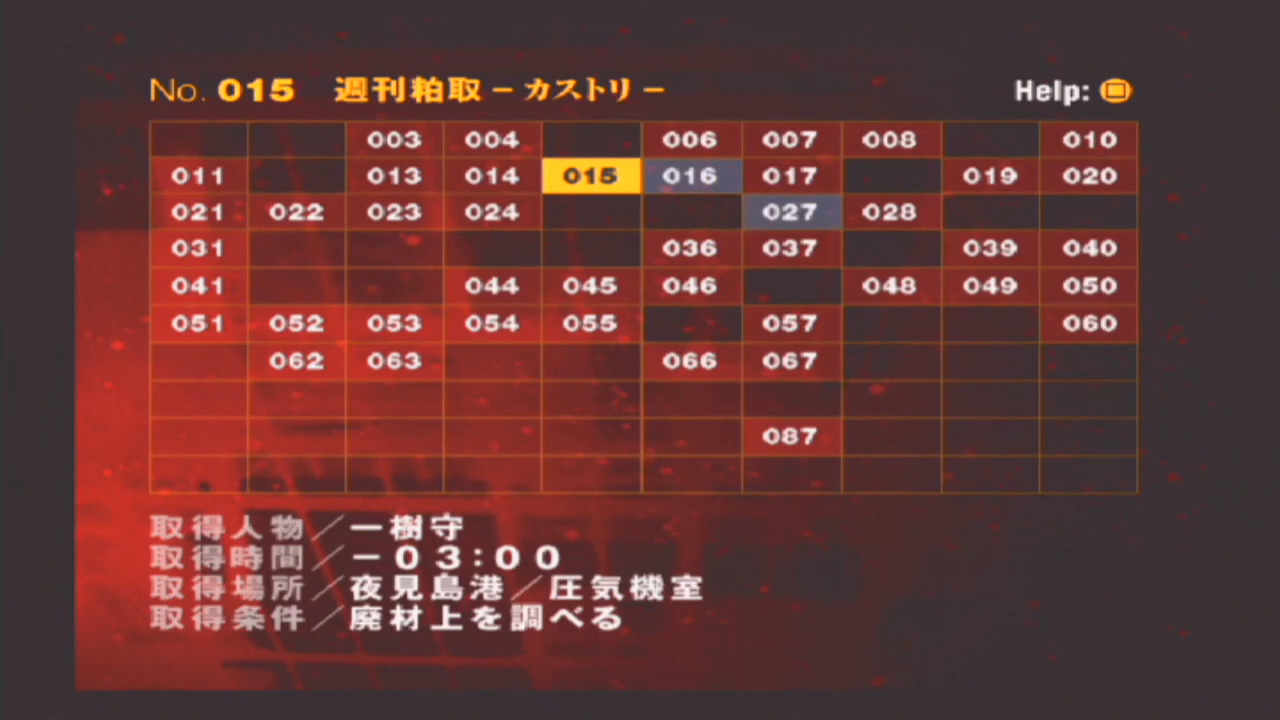 No. 015 週刊粕取－カストリ－ Help:
003 004 006 007 008 010
011 013 014 015 016 017 019 020
021 022 023 024 027 028
031 036 037 039 040
041 044 045 046 048 049 050
051 052 053 054 055 057 060
062 063 066 067
087
取得人物／一樹守
取得時間／－03:00
取得場所／夜見島港／圧気機室
取得条件／廃材上を調べる